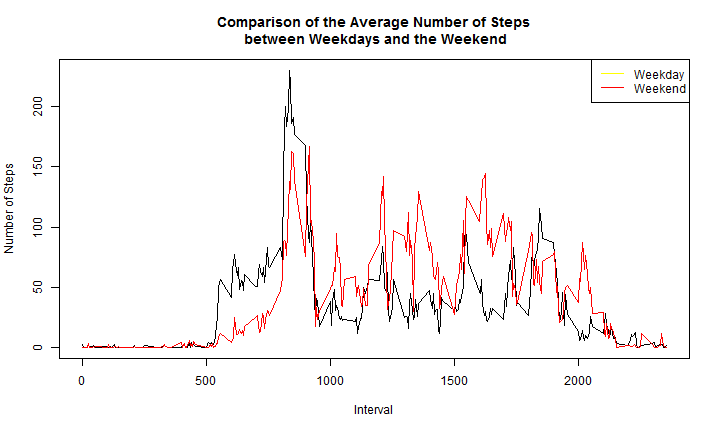 Comparison of the Average Number of Steps
between Weekdays and the Weekend
Weekday
Weekend
Number of Steps
200
150
100
50
0
0 500 1000 1500 2000
Interval